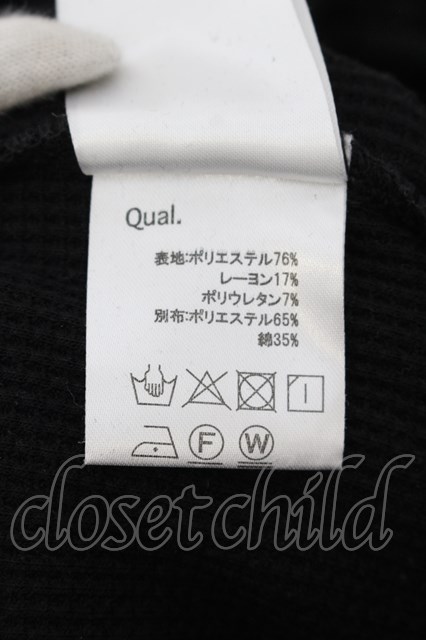 Qual.
表地:ポリエステル76%
レーヨン17%
ポリウレタン7%
別布:ポリエステル65%
綿35%
F W
closetchild